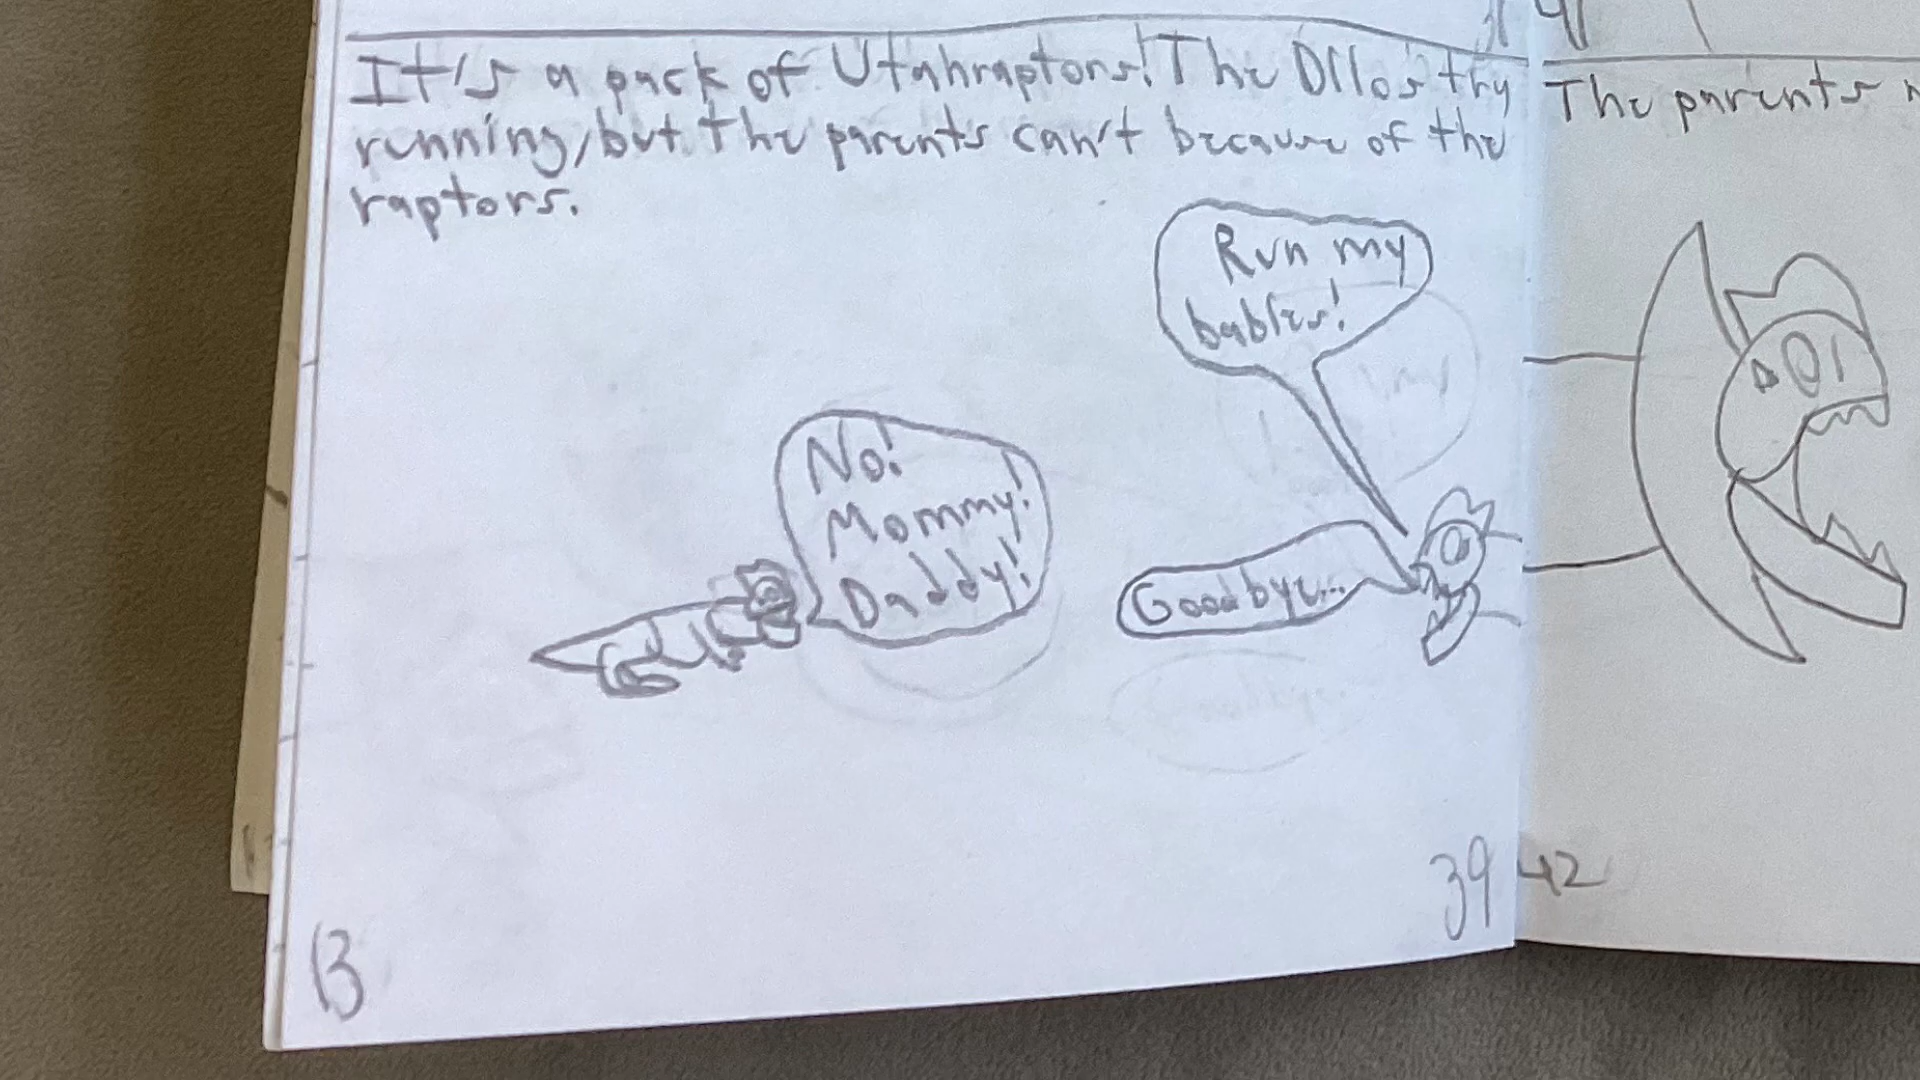 It's a pack of Utahraptors! The Dilos try
running, but the parents can't because of the
raptors.
Run my
babies!
No!
Mommy!
Daddy!
Goodbye...
39
13
41
The parents
42